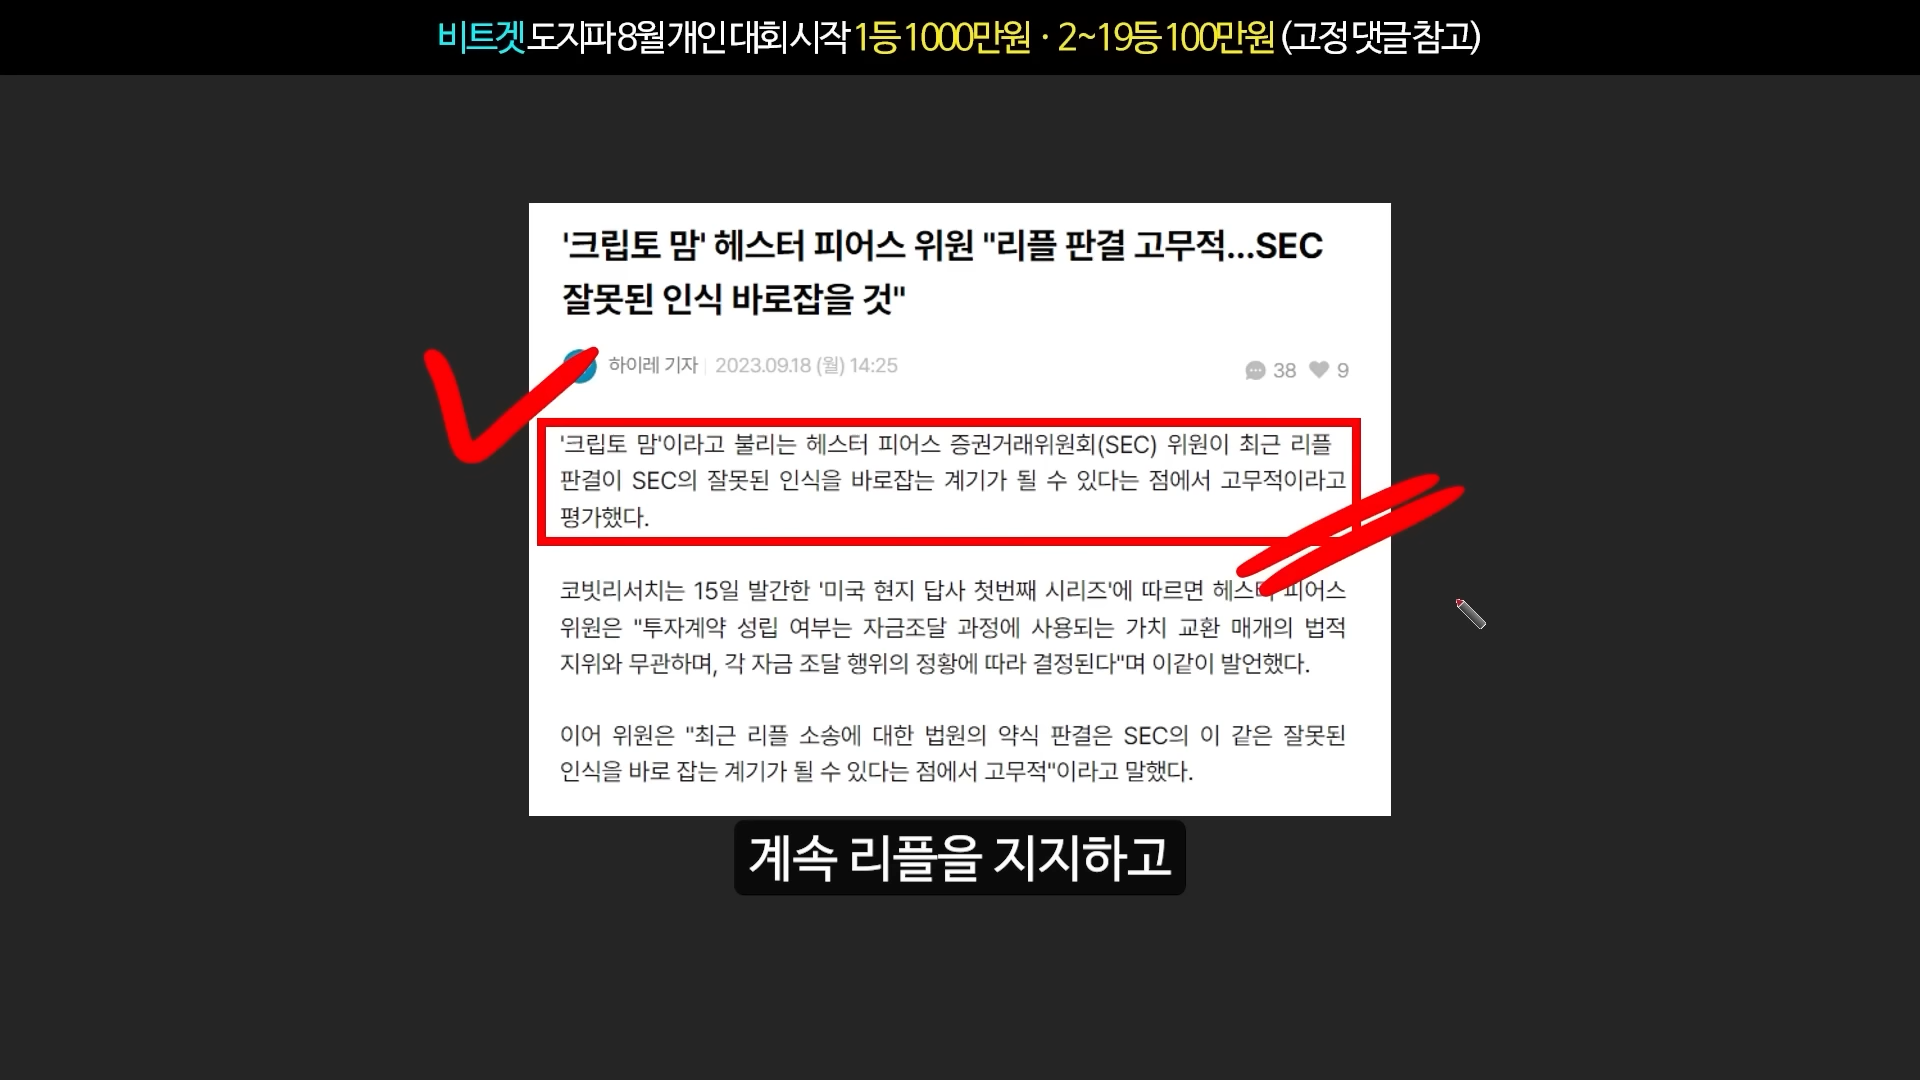 비트겟 도지파 8월 개인 대회 시작 1등 1000만원 · 2~19등 100만원 (고정 댓글 참고)
'크립토 맘' 헤스터 피어스 위원 "리플 판결 고무적...SEC
잘못된 인식 바로잡을 것"
하이레 기자 2023.09.18 (월) 14:25
38 9
'크립토 맘'이라고 불리는 헤스터 피어스 증권거래위원회(SEC) 위원이 최근 리플
판결이 SEC의 잘못된 인식을 바로잡는 계기가 될 수 있다는 점에서 고무적이라고
평가했다.
코빗리서치는 15일 발간한 '미국 현지 답사 첫번째 시리즈'에 따르면 헤스터 피어스
위원은 "투자계약 성립 여부는 자금조달 과정에 사용되는 가치 교환 매개의 법적
지위와 무관하며, 각 자금 조달 행위의 정황에 따라 결정된다"며 이같이 발언했다.
이어 위원은 "최근 리플 소송에 대한 법원의 약식 판결은 SEC의 이 같은 잘못된
인식을 바로 잡는 계기가 될 수 있다는 점에서 고무적"이라고 말했다.
계속 리플을 지지하고